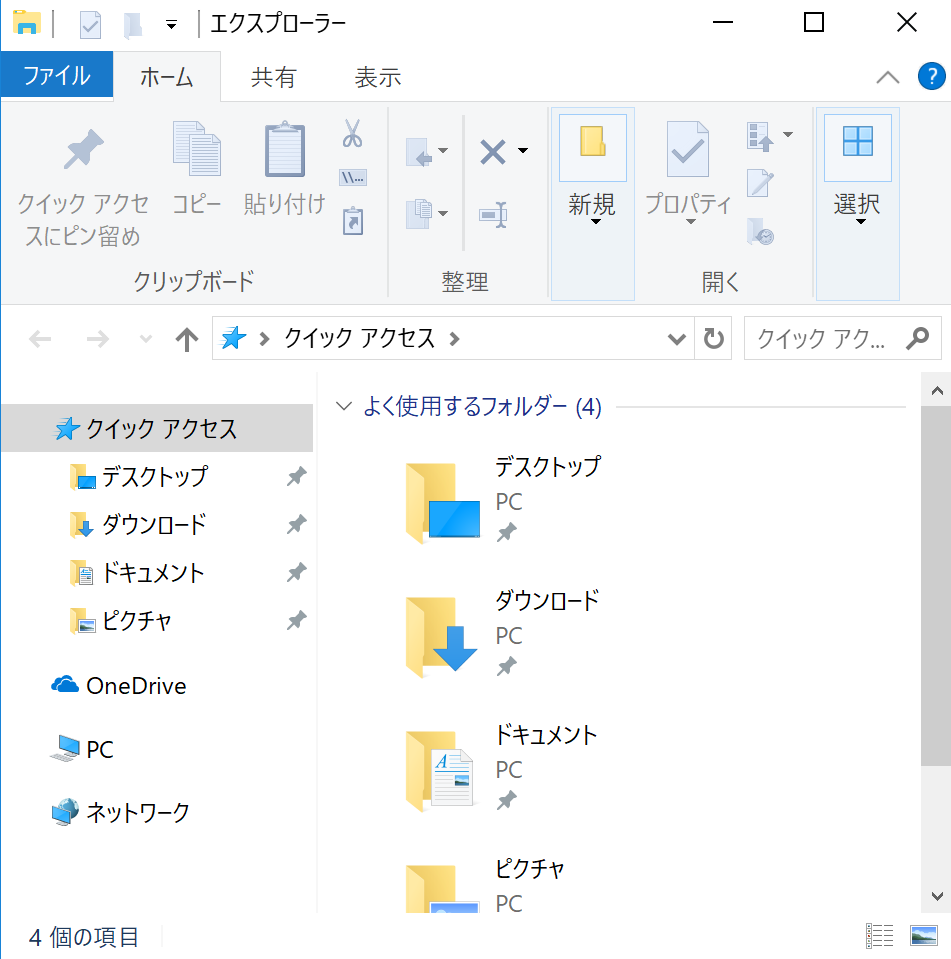 エクスプローラー
ファイル
ホーム
共有
表示
?
クイック アクセ
スにピン留め
コピー
貼り付け
\\...
新規
プロパティ
選択
クリップボード
整理
開く
クイック アクセス
クイック アク...
クイック アクセス
デスクトップ
ダウンロード
ドキュメント
ピクチャ
OneDrive
PC
ネットワーク
よく使用するフォルダー (4)
デスクトップ
PC
ダウンロード
PC
A
ドキュメント
PC
ピクチャ
PC
4 個の項目